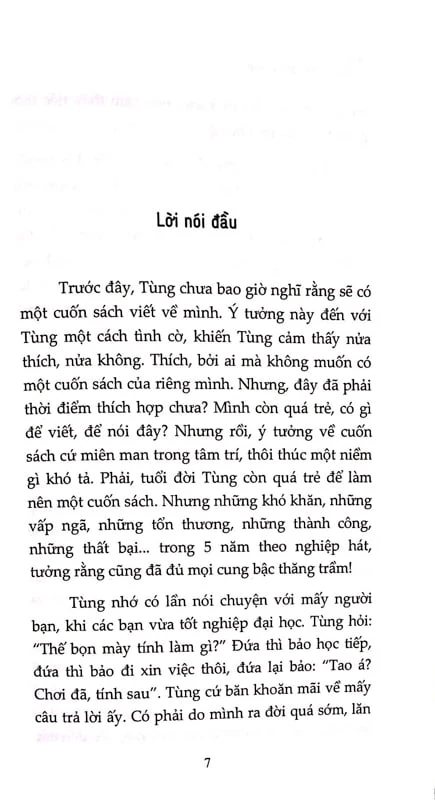 Lời nói đầu
Trước đây, Tùng chưa bao giờ nghĩ rằng sẽ có
một cuốn sách viết về mình. Ý tưởng này đến với
Tùng một cách tình cờ, khiến Tùng cảm thấy nửa
thích, nửa không. Thích, bởi ai mà không muốn có
một cuốn sách của riêng mình. Nhưng, đây đã phải
thời điểm thích hợp chưa? Mình còn quá trẻ, có gì
để viết, để nói đây? Nhưng rồi, ý tưởng về cuốn
sách cứ miên man trong tâm trí, thôi thúc một niềm
gì khó tả. Phải, tuổi đời Tùng còn quá trẻ để làm
nên một cuốn sách. Nhưng những khó khăn, những
vấp ngã, những tổn thương, những thành công,
những thất bại... trong 5 năm theo nghiệp hát,
tưởng rằng cũng đã đủ mọi cung bậc thăng trầm!
Tùng nhớ có lần nói chuyện với mấy người
bạn, khi các bạn vừa tốt nghiệp đại học. Tùng hỏi:
“Thế bọn mày tính làm gì?” Đứa thì bảo học tiếp,
đứa thì bảo đi xin việc thôi, đứa lại bảo: “Tao á?
Chơi đã, tính sau”. Tùng cứ băn khoăn mãi về mấy
câu trả lời ấy. Có phải do mình ra đời quá sớm, lăn
7